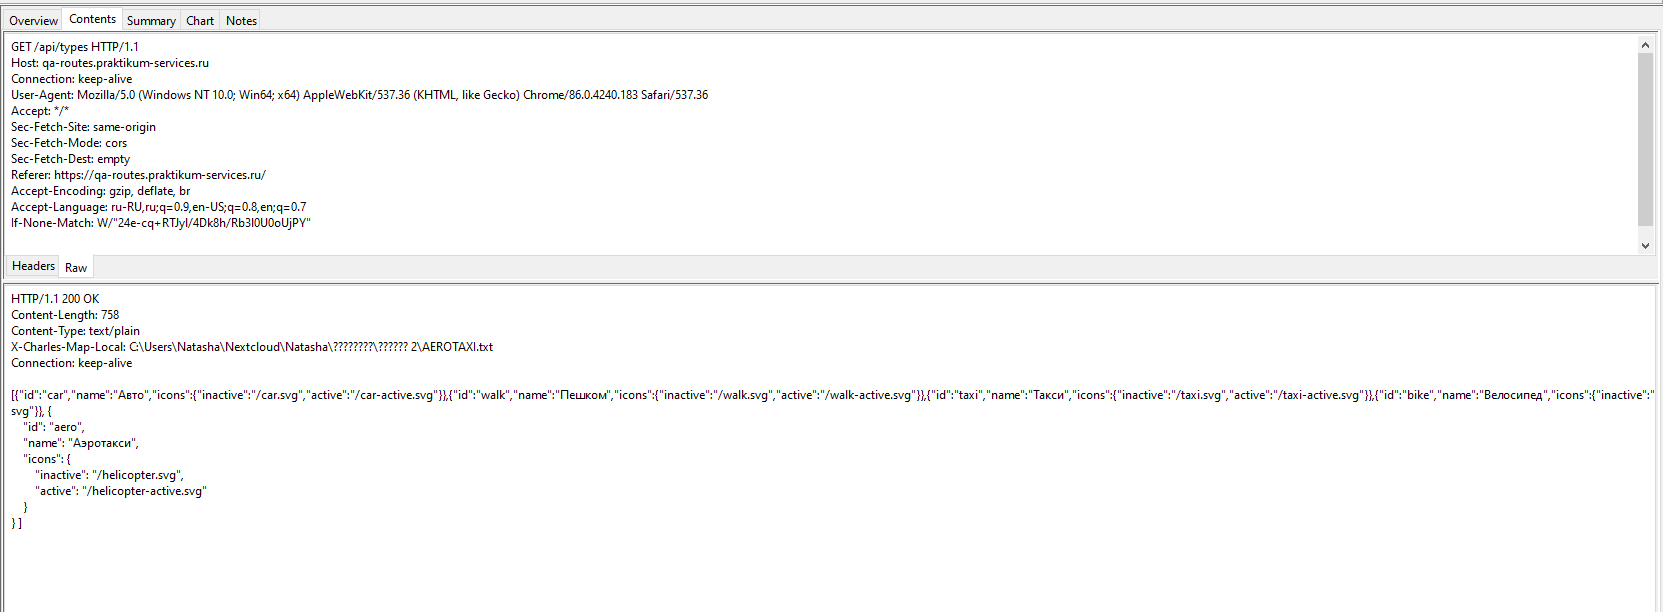 Overview Contents Summary Chart Notes
GET /api/types HTTP/1.1
Host: qa-routes.praktikum-services.ru
Connection: keep-alive
User-Agent: Mozilla/5.0 (Windows NT 10.0; Win64; x64) AppleWebKit/537.36 (KHTML, like Gecko) Chrome/86.0.4240.183 Safari/537.36
Accept: */*
Sec-Fetch-Site: same-origin
Sec-Fetch-Mode: cors
Sec-Fetch-Dest: empty
Referer: https://qa-routes.praktikum-services.ru/
Accept-Encoding: gzip, deflate, br
Accept-Language: ru-RU,ru;q=0.9,en-US;q=0.8,en;q=0.7
If-None-Match: W/"24e-cq+RTJyl/4Dk8h/Rb3I0U0oUjPY"
Headers Raw
HTTP/1.1 200 OK
Content-Length: 758
Content-Type: text/plain
X-Charles-Map-Local: C:\Users\Natasha\Nextcloud\Natasha\????????\?????? 2\AEROTAXI.txt
Connection: keep-alive
[{"id":"car","name":"Авто","icons":{"inactive":"/car.svg","active":"/car-active.svg"}},{"id":"walk","name":"Пешком","icons":{"inactive":"/walk.svg","active":"/walk-active.svg"}},{"id":"taxi","name":"Такси","icons":{"inactive":"/taxi.svg","active":"/taxi-active.svg"}},{"id":"bike","name":"Велосипед","icons":{"inactive":"
svg"}}, {
"id": "aero",
"name": "Аэротакси",
"icons": {
"inactive": "/helicopter.svg",
"active": "/helicopter-active.svg"
}
} ]